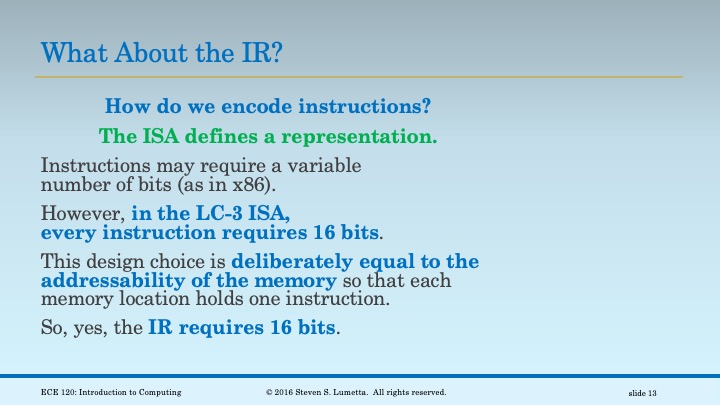 What About the IR?
How do we encode instructions?
The ISA defines a representation.
Instructions may require a variable
number of bits (as in x86).
However, in the LC-3 ISA,
every instruction requires 16 bits.
This design choice is deliberately equal to the
addressability of the memory so that each
memory location holds one instruction.
So, yes, the IR requires 16 bits.
ECE 120: Introduction to Computing
© 2016 Steven S. Lumetta. All rights reserved.
slide 13